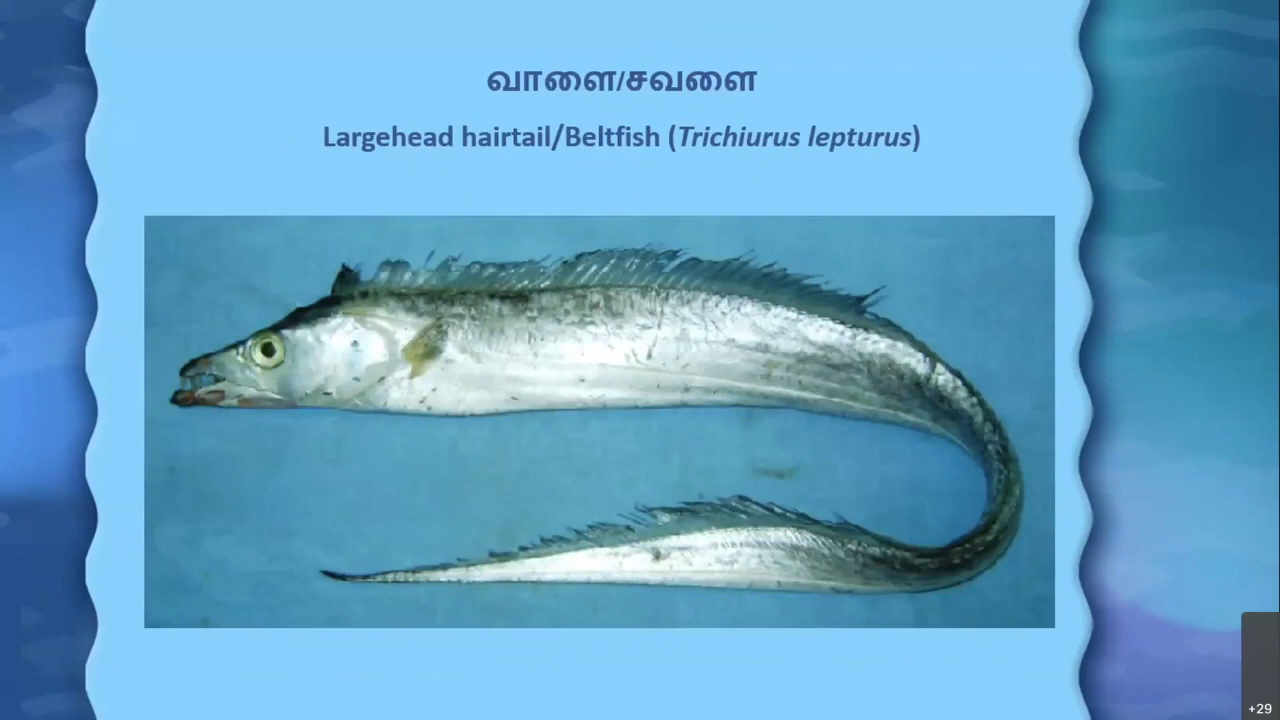 வாளை/சவளை
Largehead hairtail/Beltfish (Trichiurus lepturus)
+29